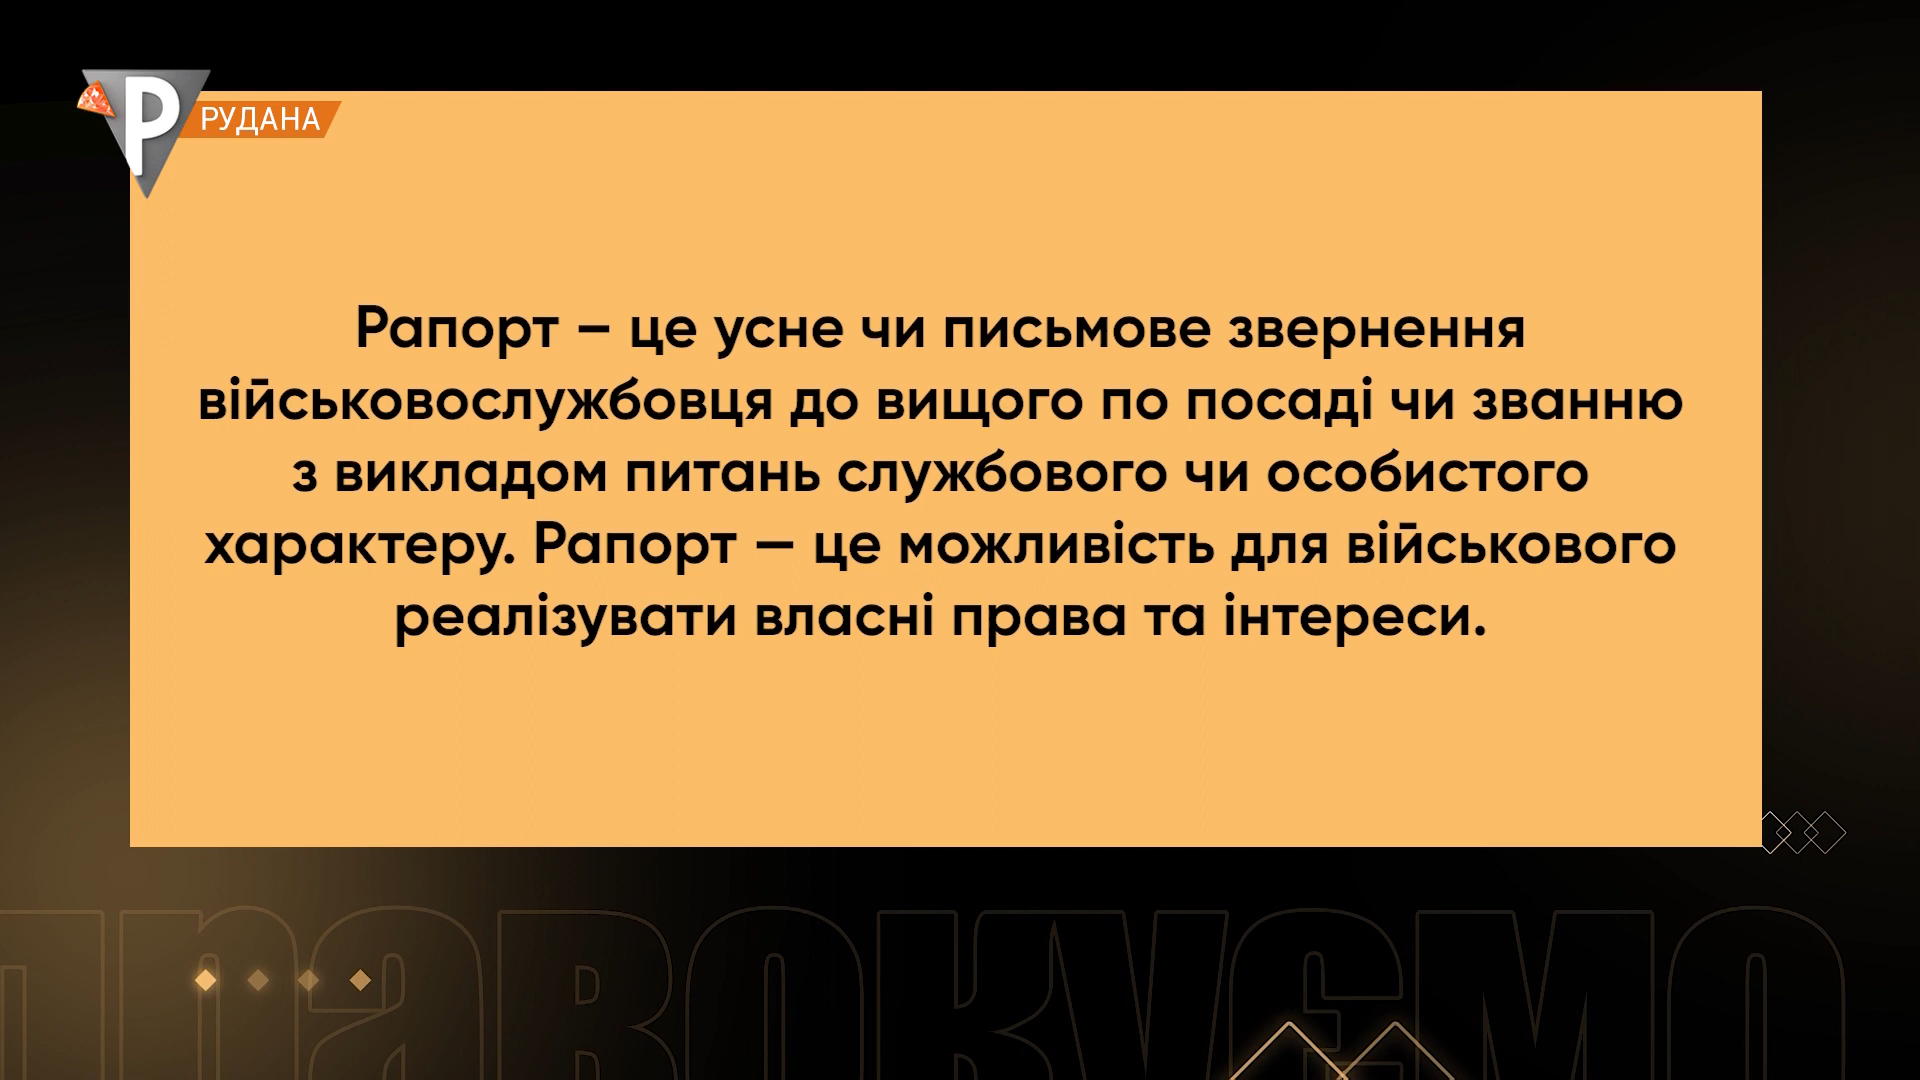 Р
РУДАНА
Рапорт – це усне чи письмове звернення
військовослужбовця до вищого по посаді чи званню
з викладом питань службового чи особистого
характеру. Рапорт — це можливість для військового
реалізувати власні права та інтереси.
правокуємо